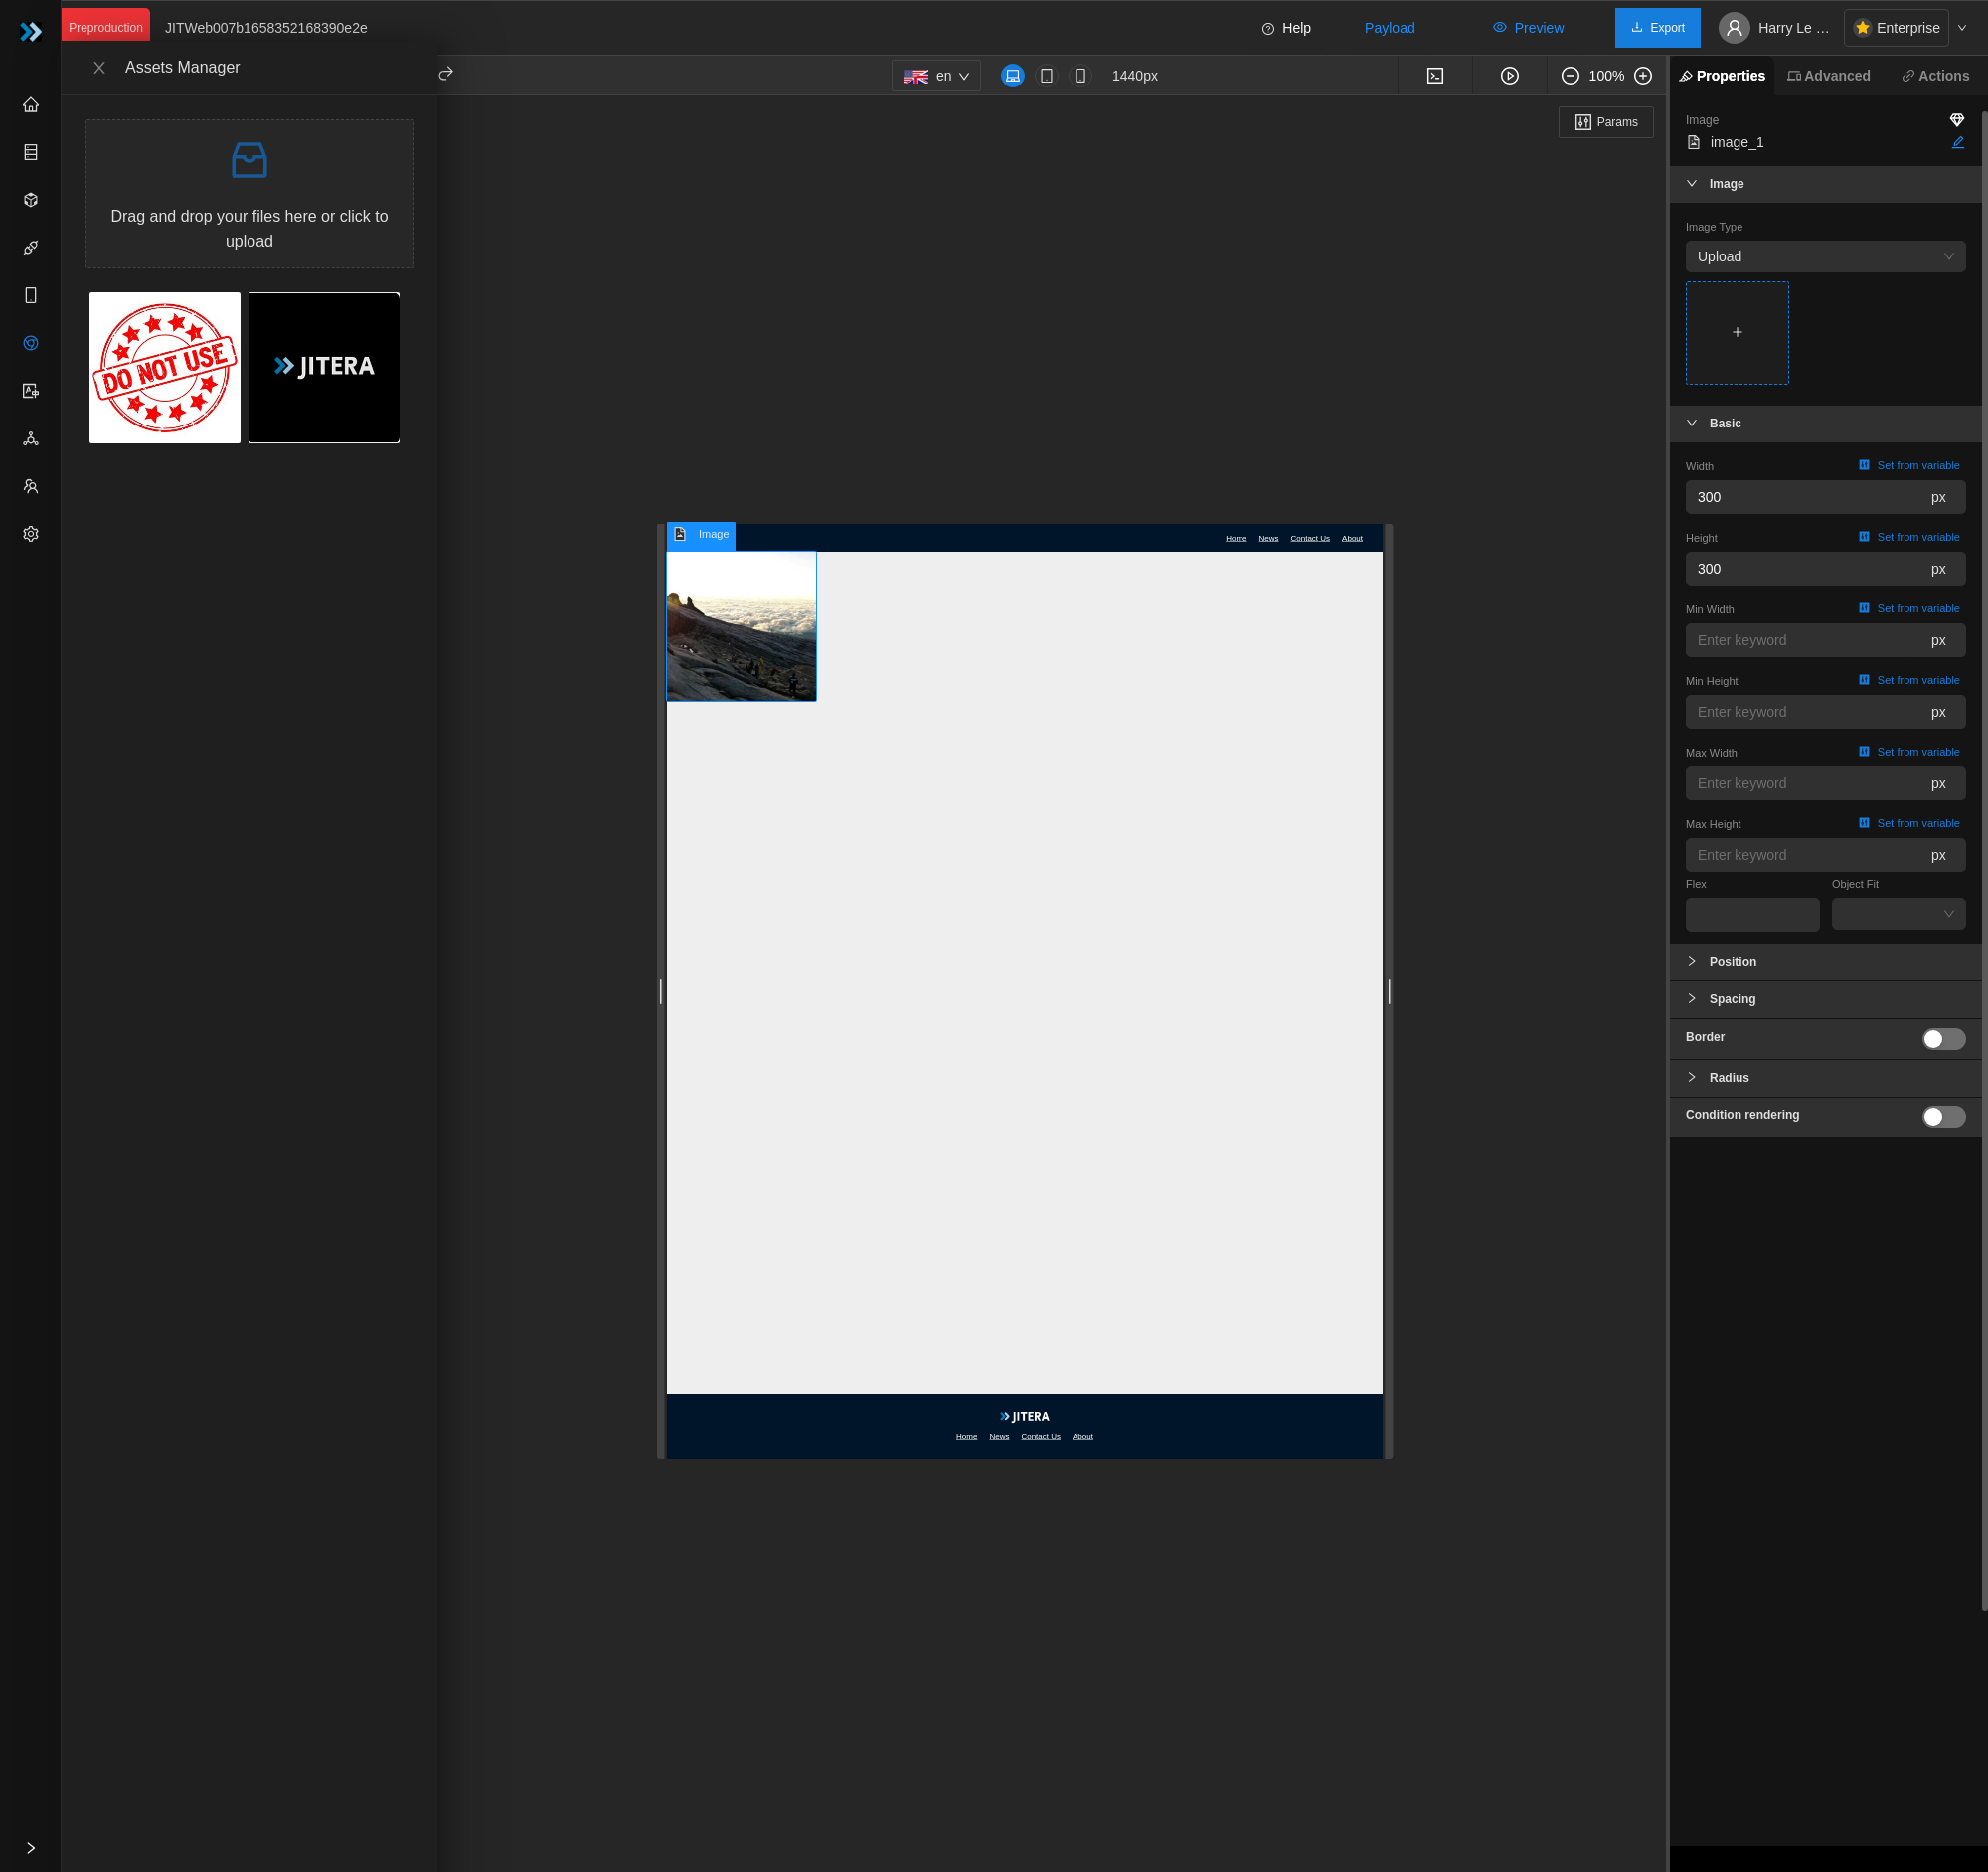 Preproduction
JITWeb007b1658352168390e2e
Help
Payload
Preview
Export
Harry Le ...
Enterprise
Assets Manager
en
1440px
100%
Properties
Advanced
Actions
Params
Drag and drop your files here or click to
upload
DO NOT USE
JITERA
Image
image_1
Image
Image Type
Upload
Basic
Width
Set from variable
300
px
Height
Set from variable
300
px
Min Width
Set from variable
Enter keyword
px
Min Height
Set from variable
Enter keyword
px
Max Width
Set from variable
Enter keyword
px
Max Height
Set from variable
Enter keyword
px
Flex
Object Fit
Position
Spacing
Border
Radius
Condition rendering
Image
Home News Contact Us About
JITERA
Home News Contact Us About